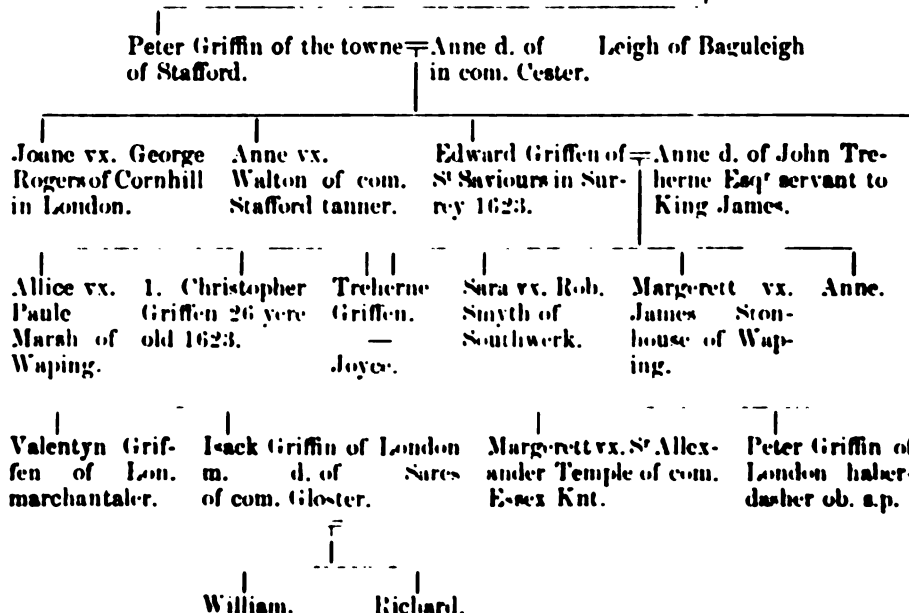 Peter Griffin of the towne
of Stafford.
Anne d. of Leigh of Baguleigh
in com. Cester.
Joane vx. George
Rogers of Cornhill
in London.
Anne vx.
Walton of com.
Stafford tanner.
Edward Griffen of
St Saviours in Sur-
rey 1623.
Anne d. of John Tre-
herne Esqr servant to
King James.
Allice vx.
Paule
Marsh of
Waping.
1. Christopher
Griffen 26 yere
old 1623.
Treherne
Griffen.
—
Joyce.
Sara vx. Rob.
Smyth of
Southwerk.
Margerett vx.
James Ston-
house of Wap-
ing.
Anne.
Valentyn Grif-
fen of Lon.
marchantaler.
Isack Griffin of London
m. d. of Sares
of com. Gloster.
Margerett vx. Sr Allex-
ander Temple of com.
Essex Knt.
Peter Griffin of
London haber-
dasher ob. s.p.
William.
Richard.